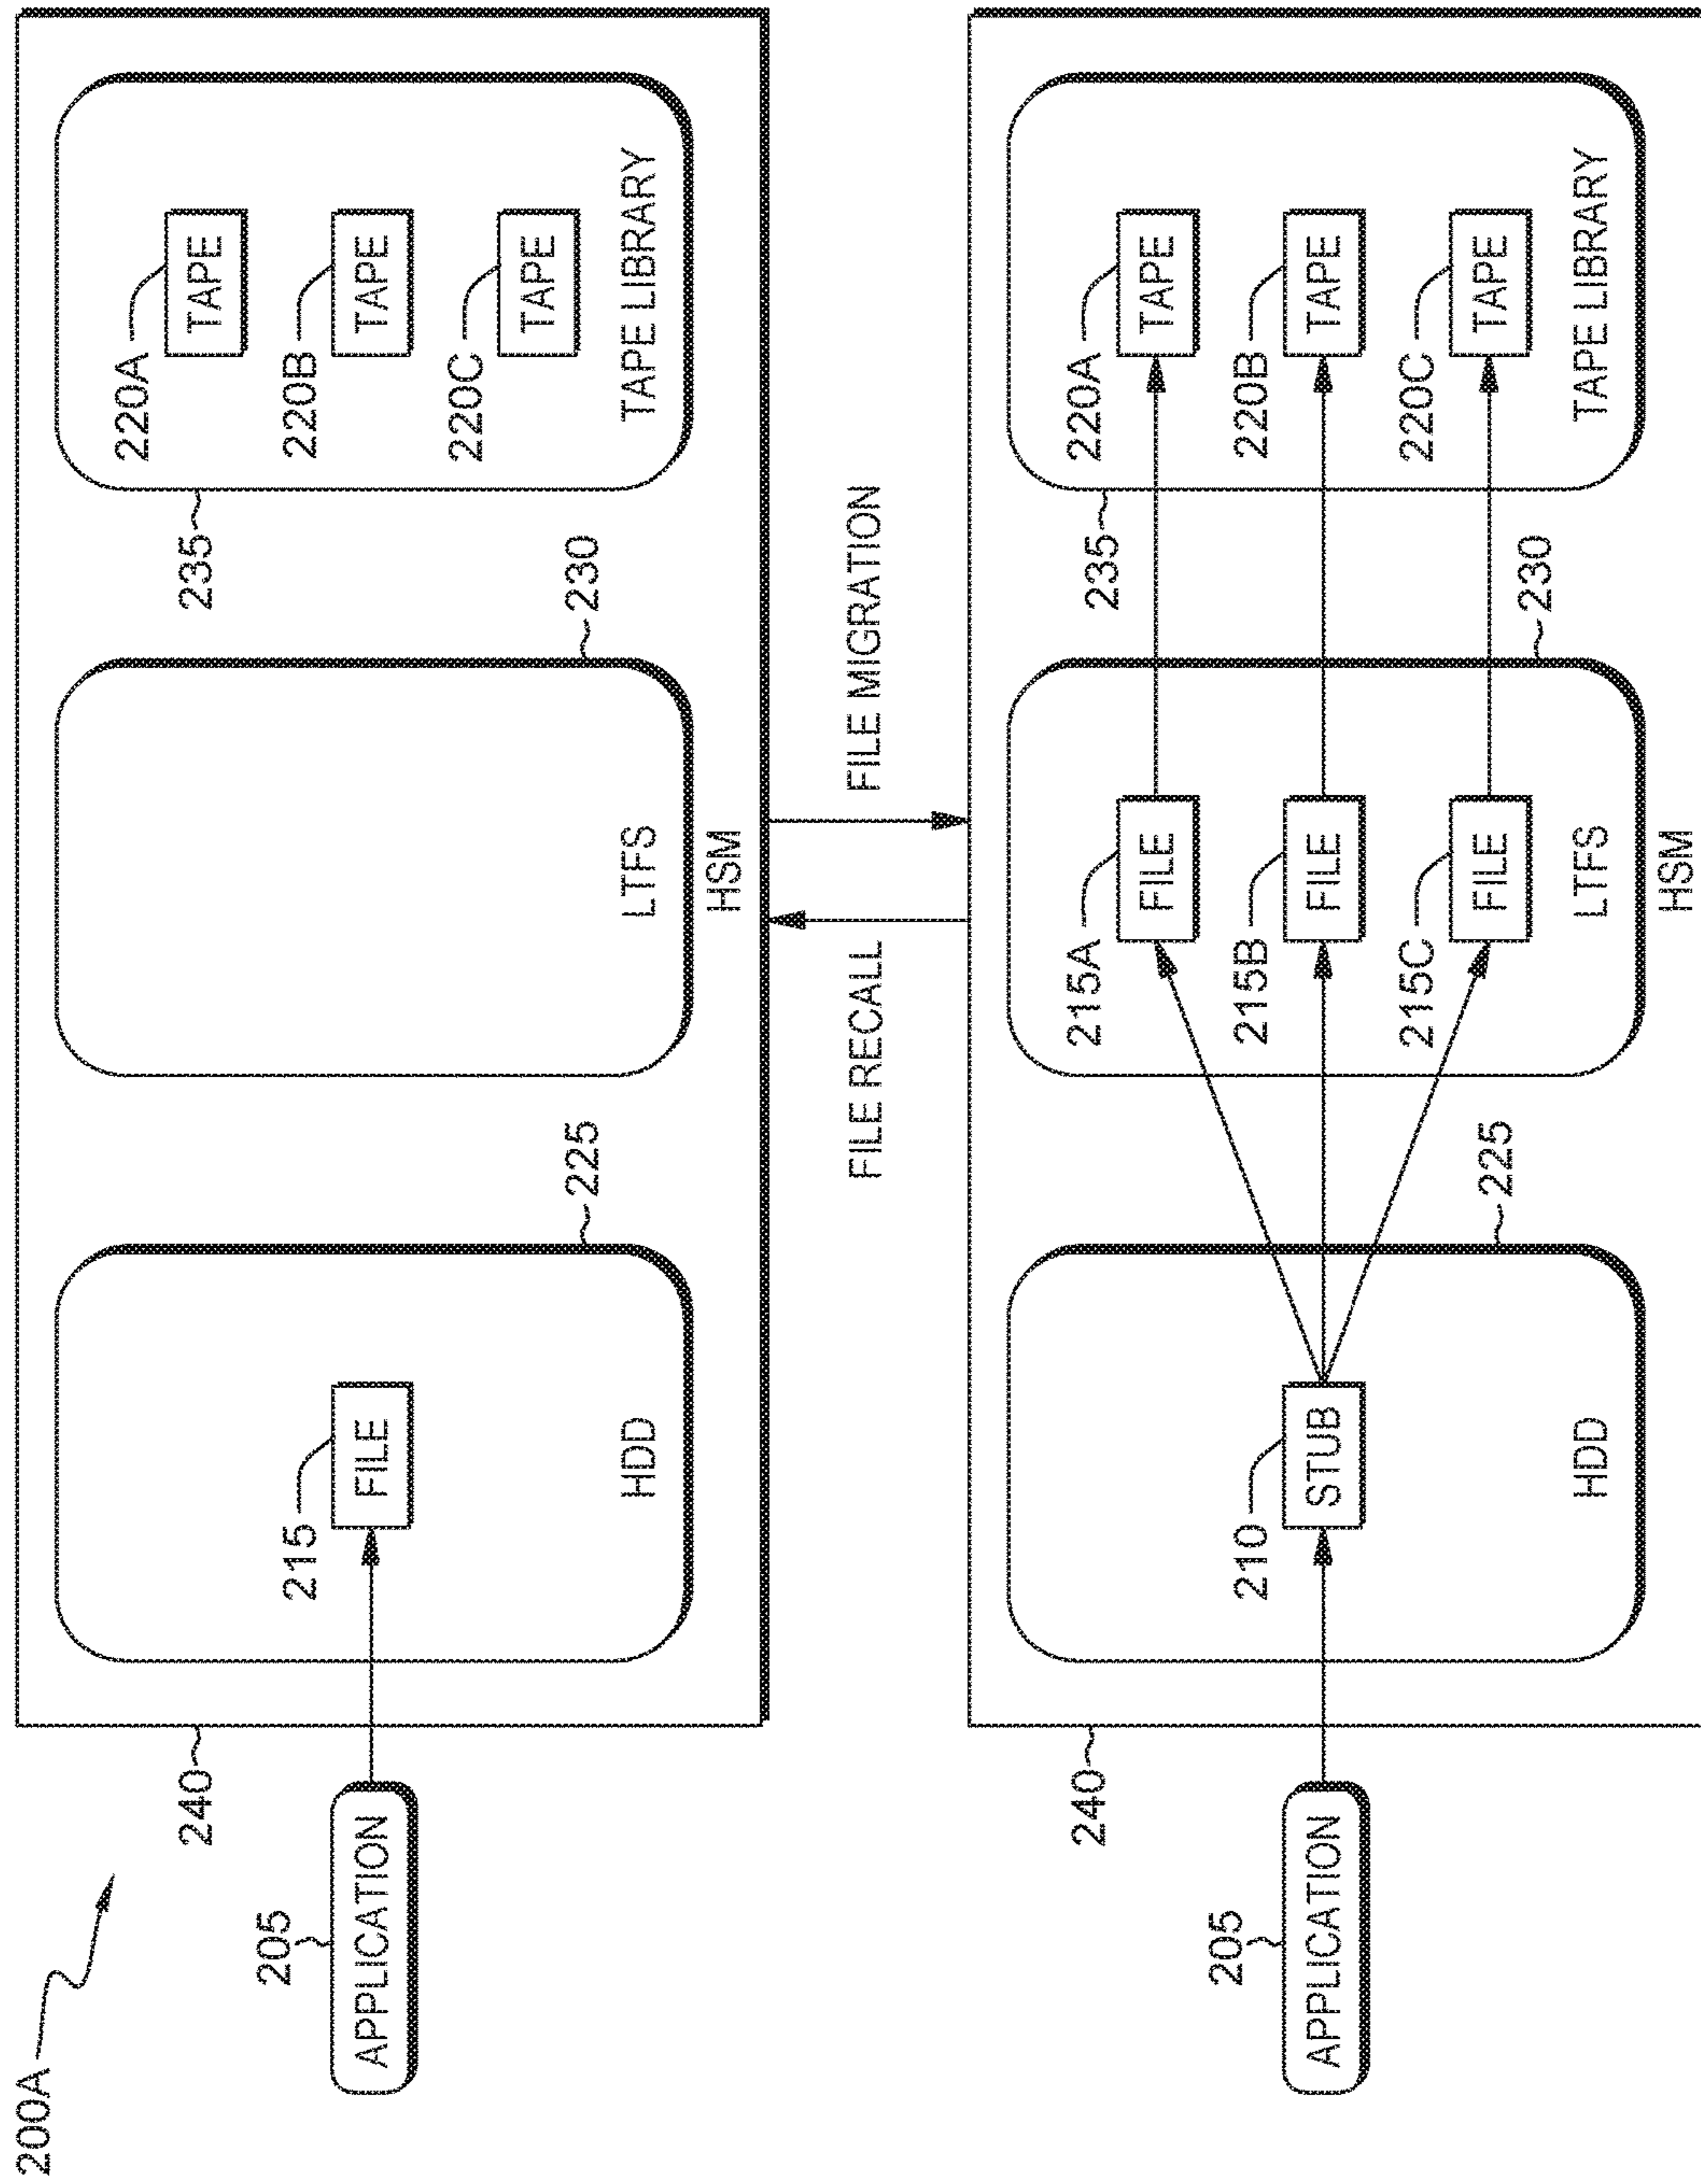 200A
240
235
220A
TAPE
220B
TAPE
220C
TAPE
TAPE LIBRARY
230
LTFS
225
215
FILE
HDD
205
APPLICATION
HSM
FILE RECALL
FILE MIGRATION
240
235
220A
TAPE
220B
TAPE
220C
TAPE
TAPE LIBRARY
230
215A
FILE
215B
FILE
215C
FILE
LTFS
225
210
STUB
HDD
205
APPLICATION
HSM